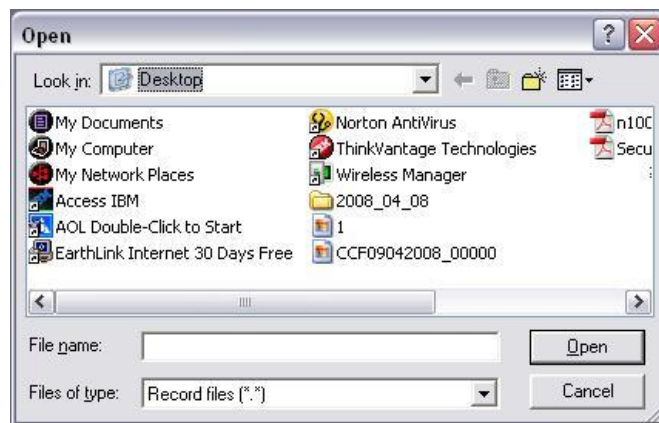 Open
Look in: Desktop
My Documents
My Computer
My Network Places
Access IBM
AOL Double-Click to Start
EarthLink Internet 30 Days Free
Norton AntiVirus
ThinkVantage Technologies
Wireless Manager
2008_04_08
1
CCF09042008_00000
n100
Secu
File name:
Open
Files of type: Record files (*.*)
Cancel